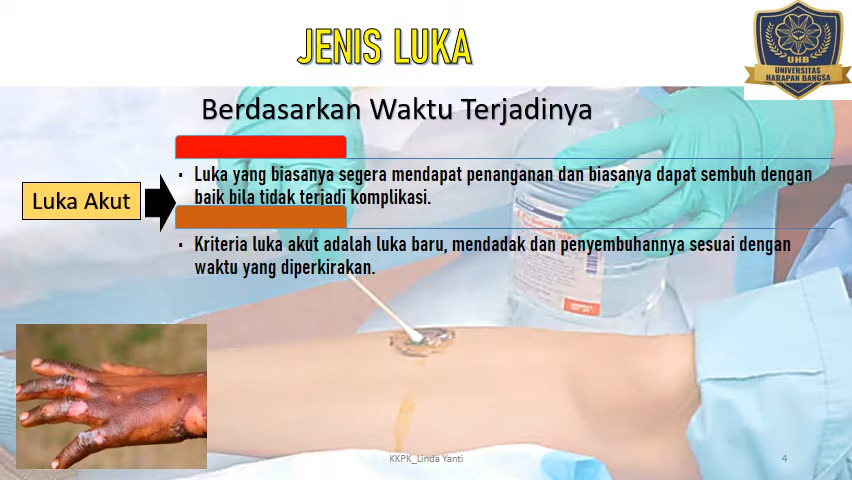 JENIS LUKA
UHB
UNIVERSITAS
HARAPAN BANGSA
Berdasarkan Waktu Terjadinya
Luka Akut
· Luka yang biasanya segera mendapat penanganan dan biasanya dapat sembuh dengan
baik bila tidak terjadi komplikasi.
· Kriteria luka akut adalah luka baru, mendadak dan penyembuhannya sesuai dengan
waktu yang diperkirakan.
KKPK_Linda Yanti
4